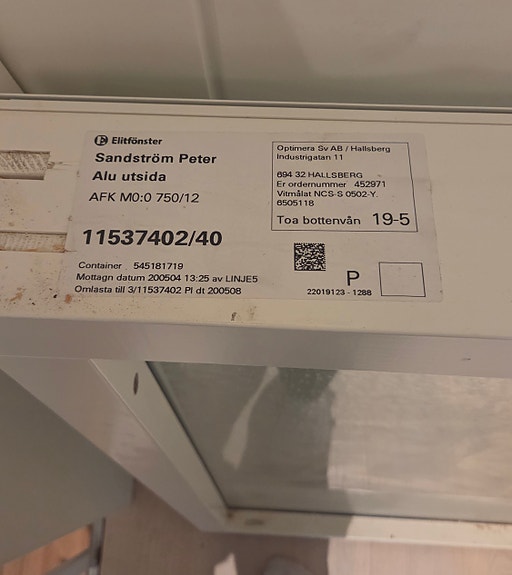 Elitfönster
Sandström Peter
Alu utsida
AFK M0:0 750/12
11537402/40
Container 545181719
Mottagn datum 200504 13:25 av LINJE5
Omlasta till 3/11537402 Pl dt 200508
Optimera Sv AB / Hallsberg
Industrigatan 11
694 32 HALLSBERG
Er ordernummer 452971
Vitmålat NCS-S 0502-Y.
6505118
Toa bottenvån 19-5
P
22019123 - 1288